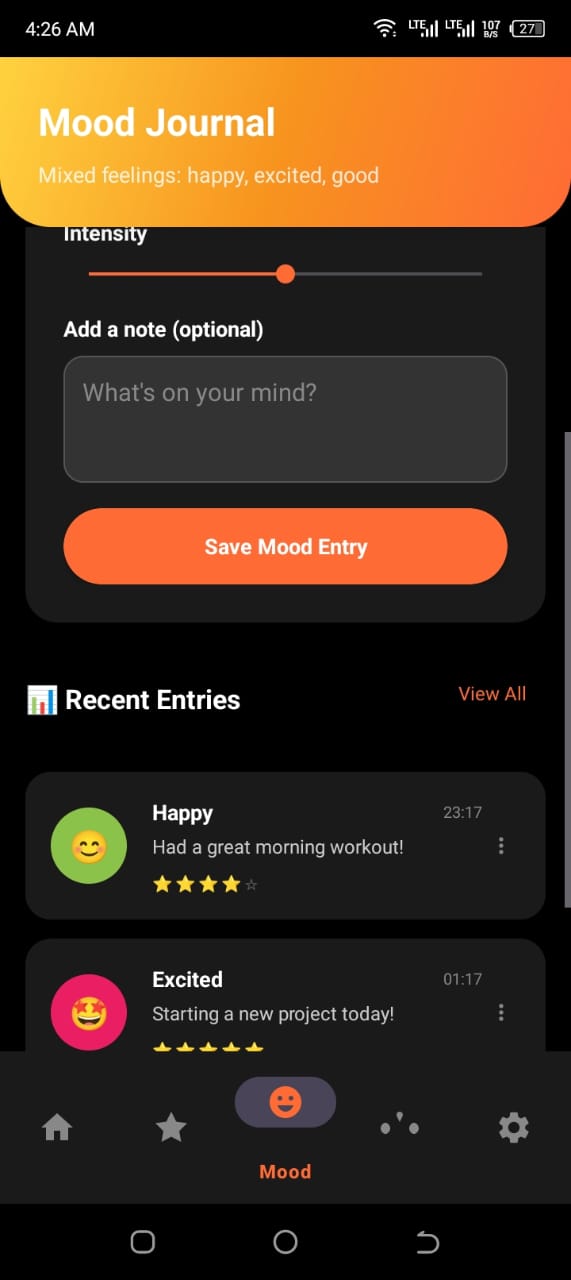 4:26 AM
LTE LTE 107 B/S 27
Mood Journal
Mixed feelings: happy, excited, good
Intensity
Add a note (optional)
What's on your mind?
Save Mood Entry
Recent Entries
View All
Happy
23:17
Had a great morning workout!
Excited
01:17
Starting a new project today!
Mood